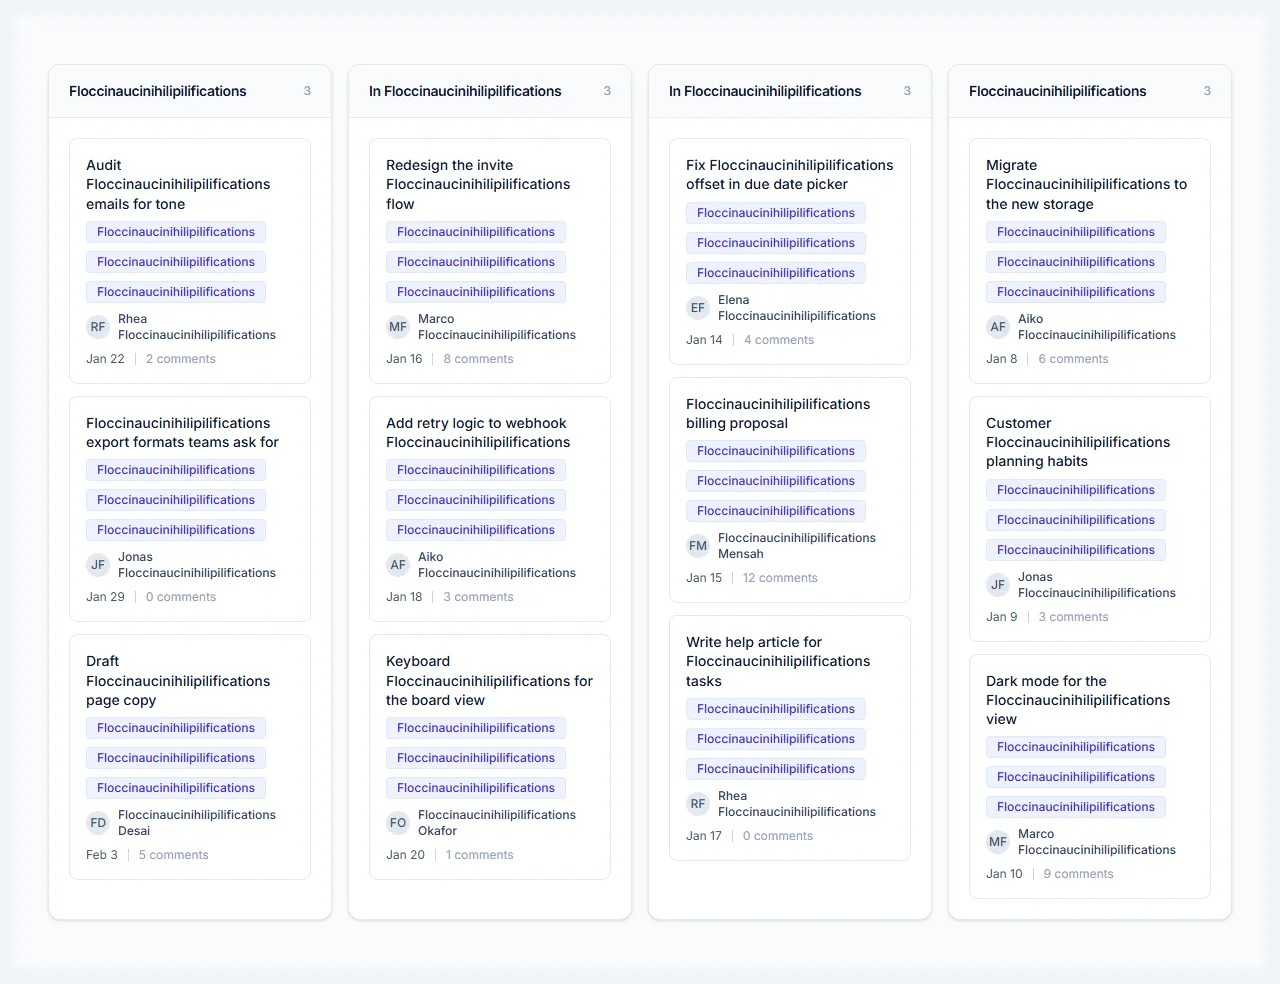 Floccinaucinihilipilifications 3
Audit
Floccinaucinihilipilifications
emails for tone
Floccinaucinihilipilifications
Floccinaucinihilipilifications
Floccinaucinihilipilifications
RF Rhea
Floccinaucinihilipilifications
Jan 22 2 comments
Floccinaucinihilipilifications
export formats teams ask for
Floccinaucinihilipilifications
Floccinaucinihilipilifications
Floccinaucinihilipilifications
JF Jonas
Floccinaucinihilipilifications
Jan 29 0 comments
Draft
Floccinaucinihilipilifications
page copy
Floccinaucinihilipilifications
Floccinaucinihilipilifications
Floccinaucinihilipilifications
FD Floccinaucinihilipilifications
Desai
Feb 3 5 comments
In Floccinaucinihilipilifications 3
Redesign the invite
Floccinaucinihilipilifications
flow
Floccinaucinihilipilifications
Floccinaucinihilipilifications
Floccinaucinihilipilifications
MF Marco
Floccinaucinihilipilifications
Jan 16 8 comments
Add retry logic to webhook
Floccinaucinihilipilifications
Floccinaucinihilipilifications
Floccinaucinihilipilifications
Floccinaucinihilipilifications
AF Aiko
Floccinaucinihilipilifications
Jan 18 3 comments
Keyboard
Floccinaucinihilipilifications for
the board view
Floccinaucinihilipilifications
Floccinaucinihilipilifications
Floccinaucinihilipilifications
FO Floccinaucinihilipilifications
Okafor
Jan 20 1 comments
In Floccinaucinihilipilifications 3
Fix Floccinaucinihilipilifications
offset in due date picker
Floccinaucinihilipilifications
Floccinaucinihilipilifications
Floccinaucinihilipilifications
EF Elena
Floccinaucinihilipilifications
Jan 14 4 comments
Floccinaucinihilipilifications
billing proposal
Floccinaucinihilipilifications
Floccinaucinihilipilifications
Floccinaucinihilipilifications
FM Floccinaucinihilipilifications
Mensah
Jan 15 12 comments
Write help article for
Floccinaucinihilipilifications
tasks
Floccinaucinihilipilifications
Floccinaucinihilipilifications
Floccinaucinihilipilifications
RF Rhea
Floccinaucinihilipilifications
Jan 17 0 comments
Floccinaucinihilipilifications 3
Migrate
Floccinaucinihilipilifications to
the new storage
Floccinaucinihilipilifications
Floccinaucinihilipilifications
Floccinaucinihilipilifications
AF Aiko
Floccinaucinihilipilifications
Jan 8 6 comments
Customer
Floccinaucinihilipilifications
planning habits
Floccinaucinihilipilifications
Floccinaucinihilipilifications
Floccinaucinihilipilifications
JF Jonas
Floccinaucinihilipilifications
Jan 9 3 comments
Dark mode for the
Floccinaucinihilipilifications
view
Floccinaucinihilipilifications
Floccinaucinihilipilifications
Floccinaucinihilipilifications
MF Marco
Floccinaucinihilipilifications
Jan 10 9 comments